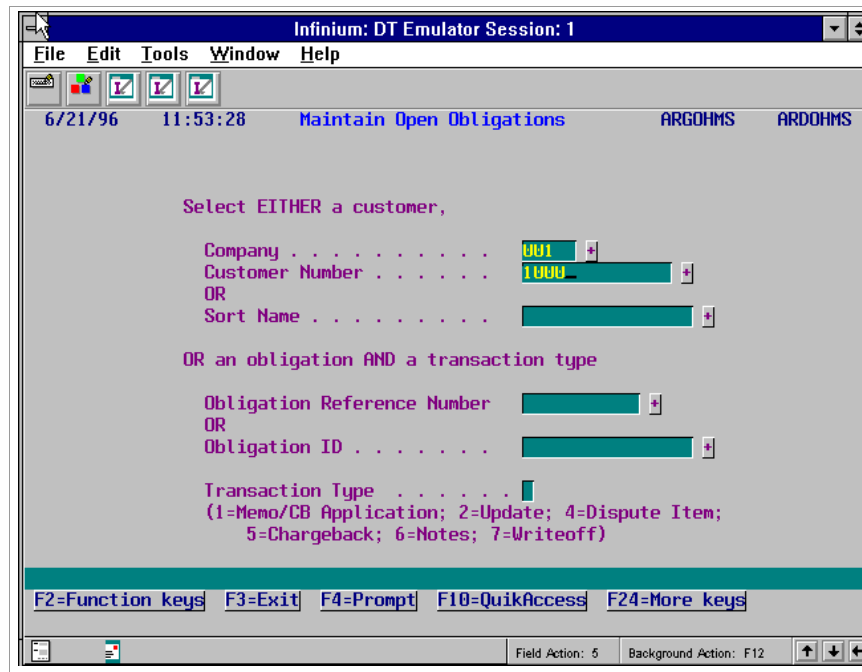 Infinium: DT Emulator Session: 1
File Edit Tools Window Help
6/21/96 11:53:28 Maintain Open Obligations ARGOHMS ARDOHMS
Select EITHER a customer,
Company . . . . . . . . . . 001 +
Customer Number . . . . . . 1000_ +
OR
Sort Name . . . . . . . . . +
OR an obligation AND a transaction type
Obligation Reference Number +
OR
Obligation ID . . . . . . . +
Transaction Type . . . . . .
(1=Memo/CB Application; 2=Update; 4=Dispute Item;
5=Chargeback; 6=Notes; 7=Writeoff)
F2=Function keys F3=Exit F4=Prompt F10=QuikAccess F24=More keys
Field Action: 5 Background Action: F12